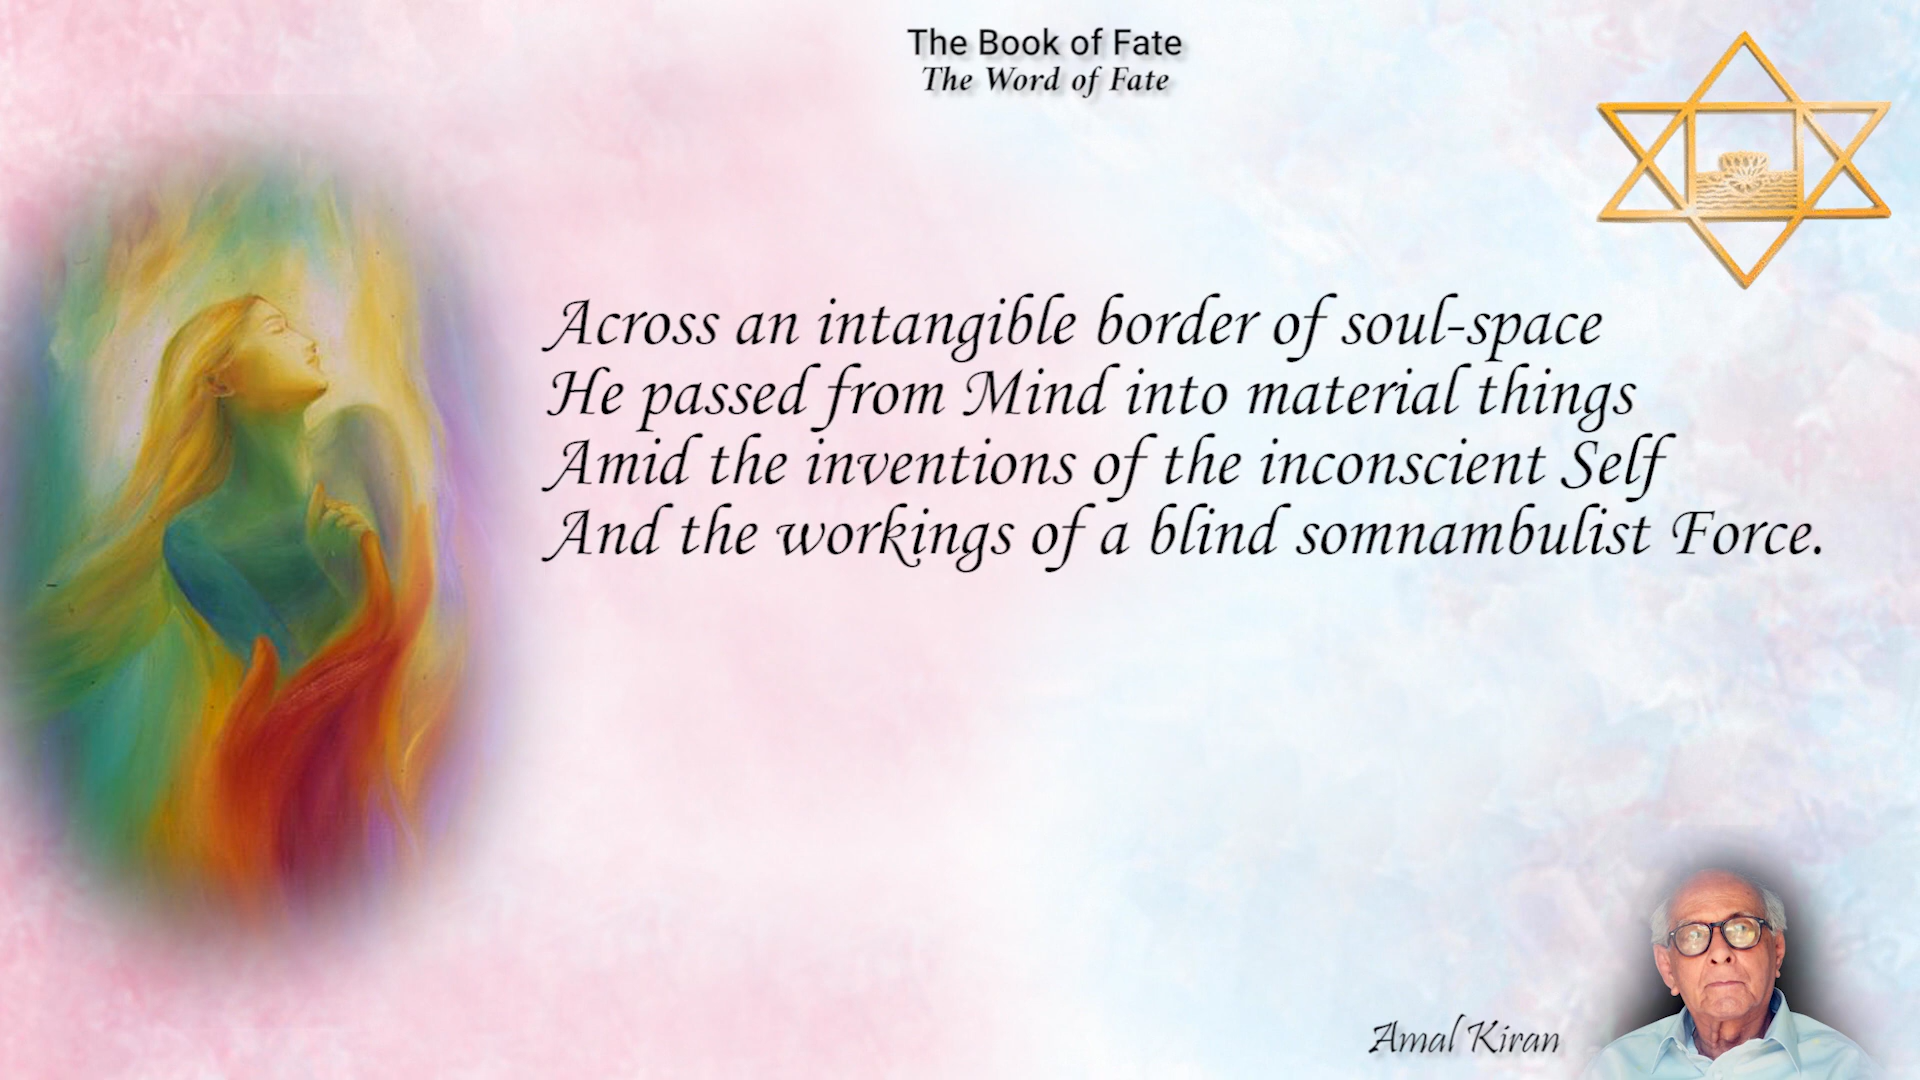 The Book of Fate
The Word of Fate
Across an intangible border of soul-space
He passed from Mind into material things
Amid the inventions of the inconscient Self
And the workings of a blind somnambulist Force.
Amal Kiran